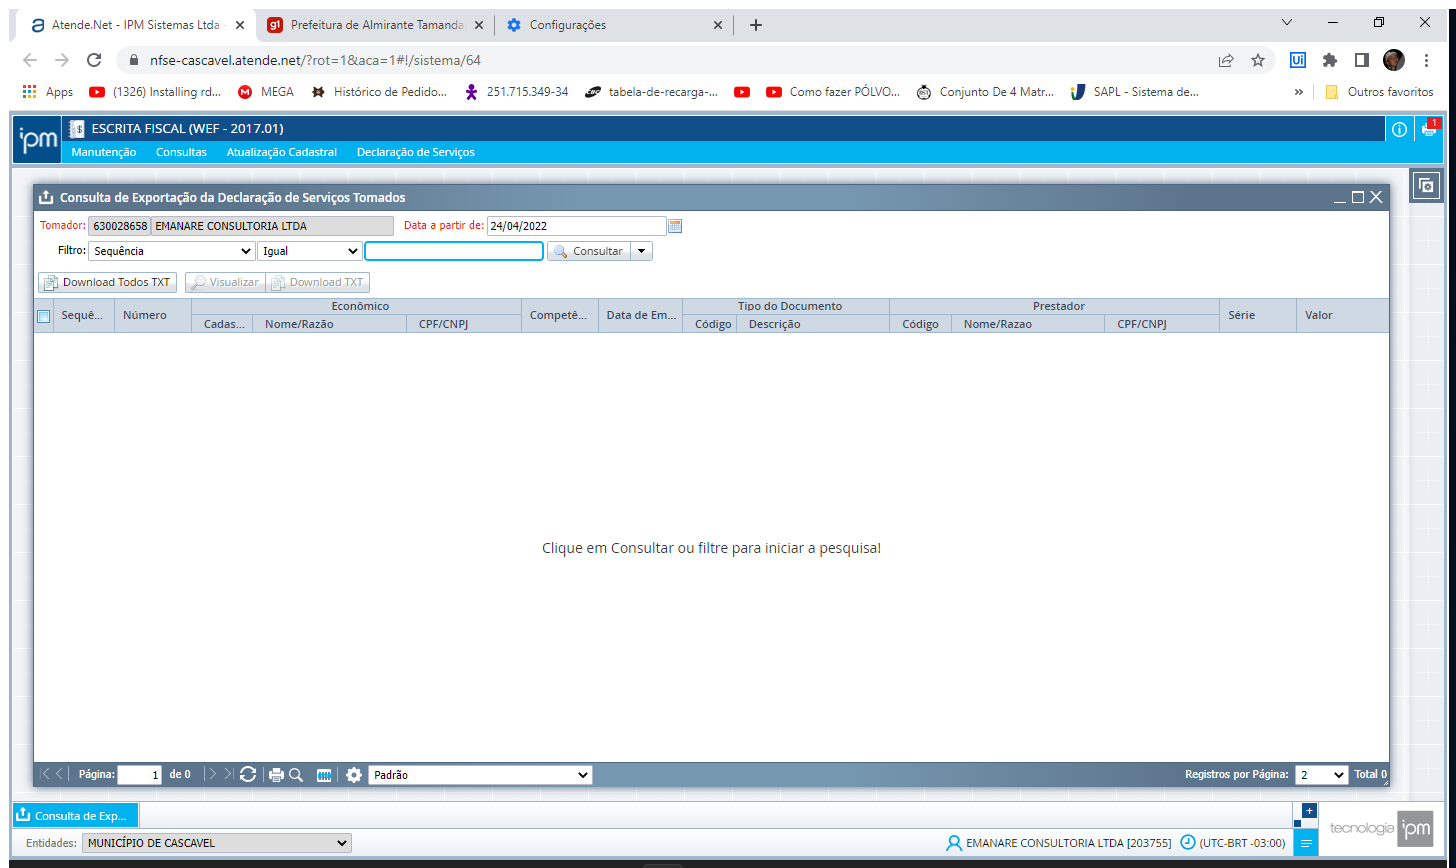 Atende.Net - IPM Sistemas Ltda
g1 Prefeitura de Almirante Tamanda
Configurações
nfse-cascavel.atende.net/?rot=1&aca=1#!/sistema/64
Apps
(1326) Installing rd...
MEGA
Histórico de Pedido...
251.715.349-34
tabela-de-recarga-...
Como fazer PÓLVO...
Conjunto De 4 Matr...
SAPL - Sistema de...
»
Outros favoritos
ipm
ESCRITA FISCAL (WEF - 2017.01)
1
Manutenção Consultas Atualização Cadastral Declaração de Serviços
Consulta de Exportação da Declaração de Serviços Tomados
Tomador: 630028658 EMANARE CONSULTORIA LTDA Data a partir de: 24/04/2022
Filtro: Sequência Igual Consultar
Download Todos TXT Visualizar Download TXT
Econômico Tipo do Documento Prestador
Sequê... Número Competê... Data de Em... Série Valor
Cadas... Nome/Razão CPF/CNPJ Código Descrição Código Nome/Razao CPF/CNPJ
Clique em Consultar ou filtre para iniciar a pesquisa!
Página: 1 de 0 Padrão Registros por Página: 2 Total 0
Consulta de Exp...
Entidades: MUNICÍPIO DE CASCAVEL EMANARE CONSULTORIA LTDA [203755] (UTC-BRT -03:00)
tecnologia ipm